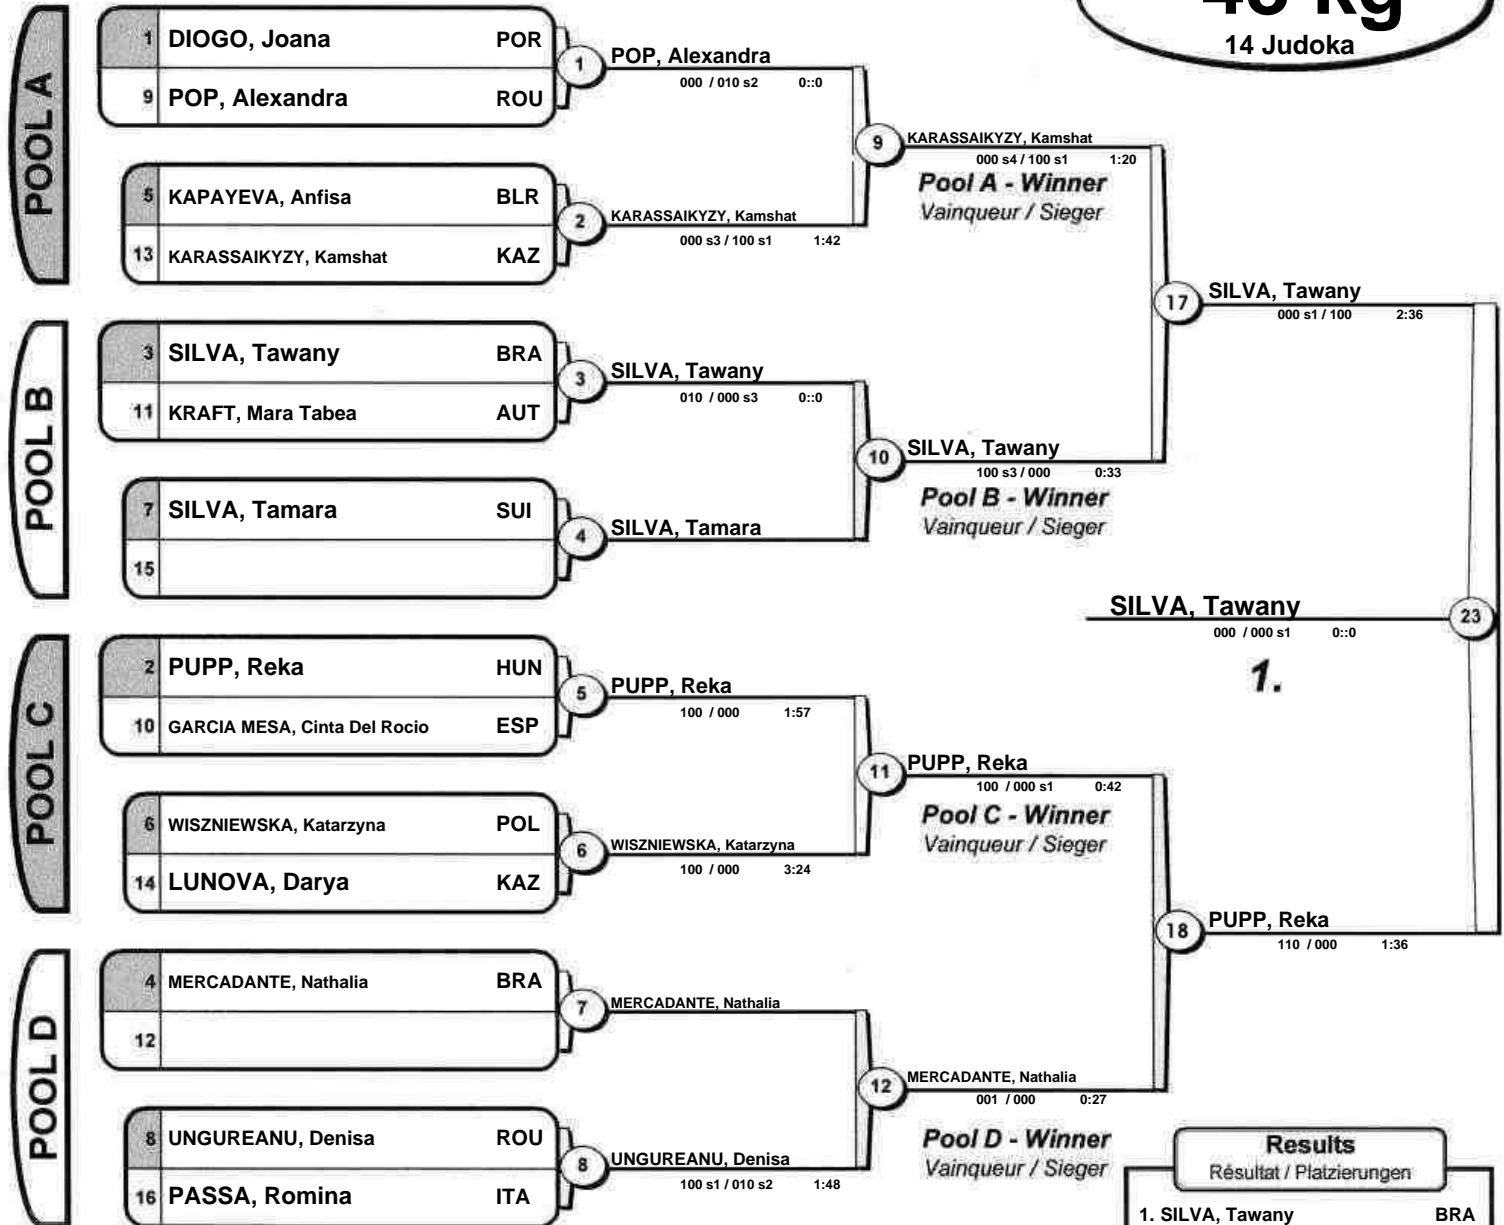 48 kg
14 Judoka
POOL A
1 DIOGO, Joana POR
9 POP, Alexandra ROU
1
POP, Alexandra
000 / 010 s2 0::0
5 KAPAYEVA, Anfisa BLR
13 KARASSAIKYZY, Kamshat KAZ
2
KARASSAIKYZY, Kamshat
000 s3 / 100 s1 1:42
9
KARASSAIKYZY, Kamshat
000 s4 / 100 s1 1:20
Pool A - Winner
Vainqueur / Sieger
POOL B
3 SILVA, Tawany BRA
11 KRAFT, Mara Tabea AUT
3
SILVA, Tawany
010 / 000 s3 0::0
7 SILVA, Tamara SUI
15
4
SILVA, Tamara
10
SILVA, Tawany
100 s3 / 000 0:33
Pool B - Winner
Vainqueur / Sieger
17
SILVA, Tawany
000 s1 / 100 2:36
SILVA, Tawany
000 / 000 s1 0::0
23
1.
POOL C
2 PUPP, Reka HUN
10 GARCIA MESA, Cinta Del Rocio ESP
5
PUPP, Reka
100 / 000 1:57
6 WISZNIEWSKA, Katarzyna POL
14 LUNOVA, Darya KAZ
6
WISZNIEWSKA, Katarzyna
100 / 000 3:24
11
PUPP, Reka
100 / 000 s1 0:42
Pool C - Winner
Vainqueur / Sieger
18
PUPP, Reka
110 / 000 1:36
POOL D
4 MERCADANTE, Nathalia BRA
12
7
MERCADANTE, Nathalia
8 UNGUREANU, Denisa ROU
16 PASSA, Romina ITA
8
UNGUREANU, Denisa
100 s1 / 010 s2 1:48
12
MERCADANTE, Nathalia
001 / 000 0:27
Pool D - Winner
Vainqueur / Sieger
Results
Résultat / Platzierungen
1. SILVA, Tawany BRA